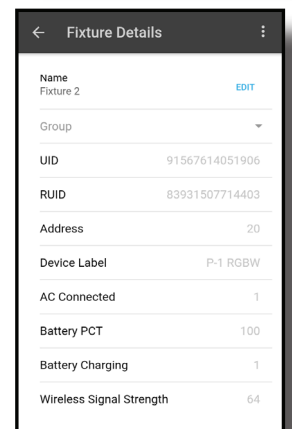 Fixture Details
Name
Fixture 2
EDIT
Group
UID 91567614051906
RUID 83931507714403
Address 20
Device Label P-1 RGBW
AC Connected 1
Battery PCT 100
Battery Charging 1
Wireless Signal Strength 64